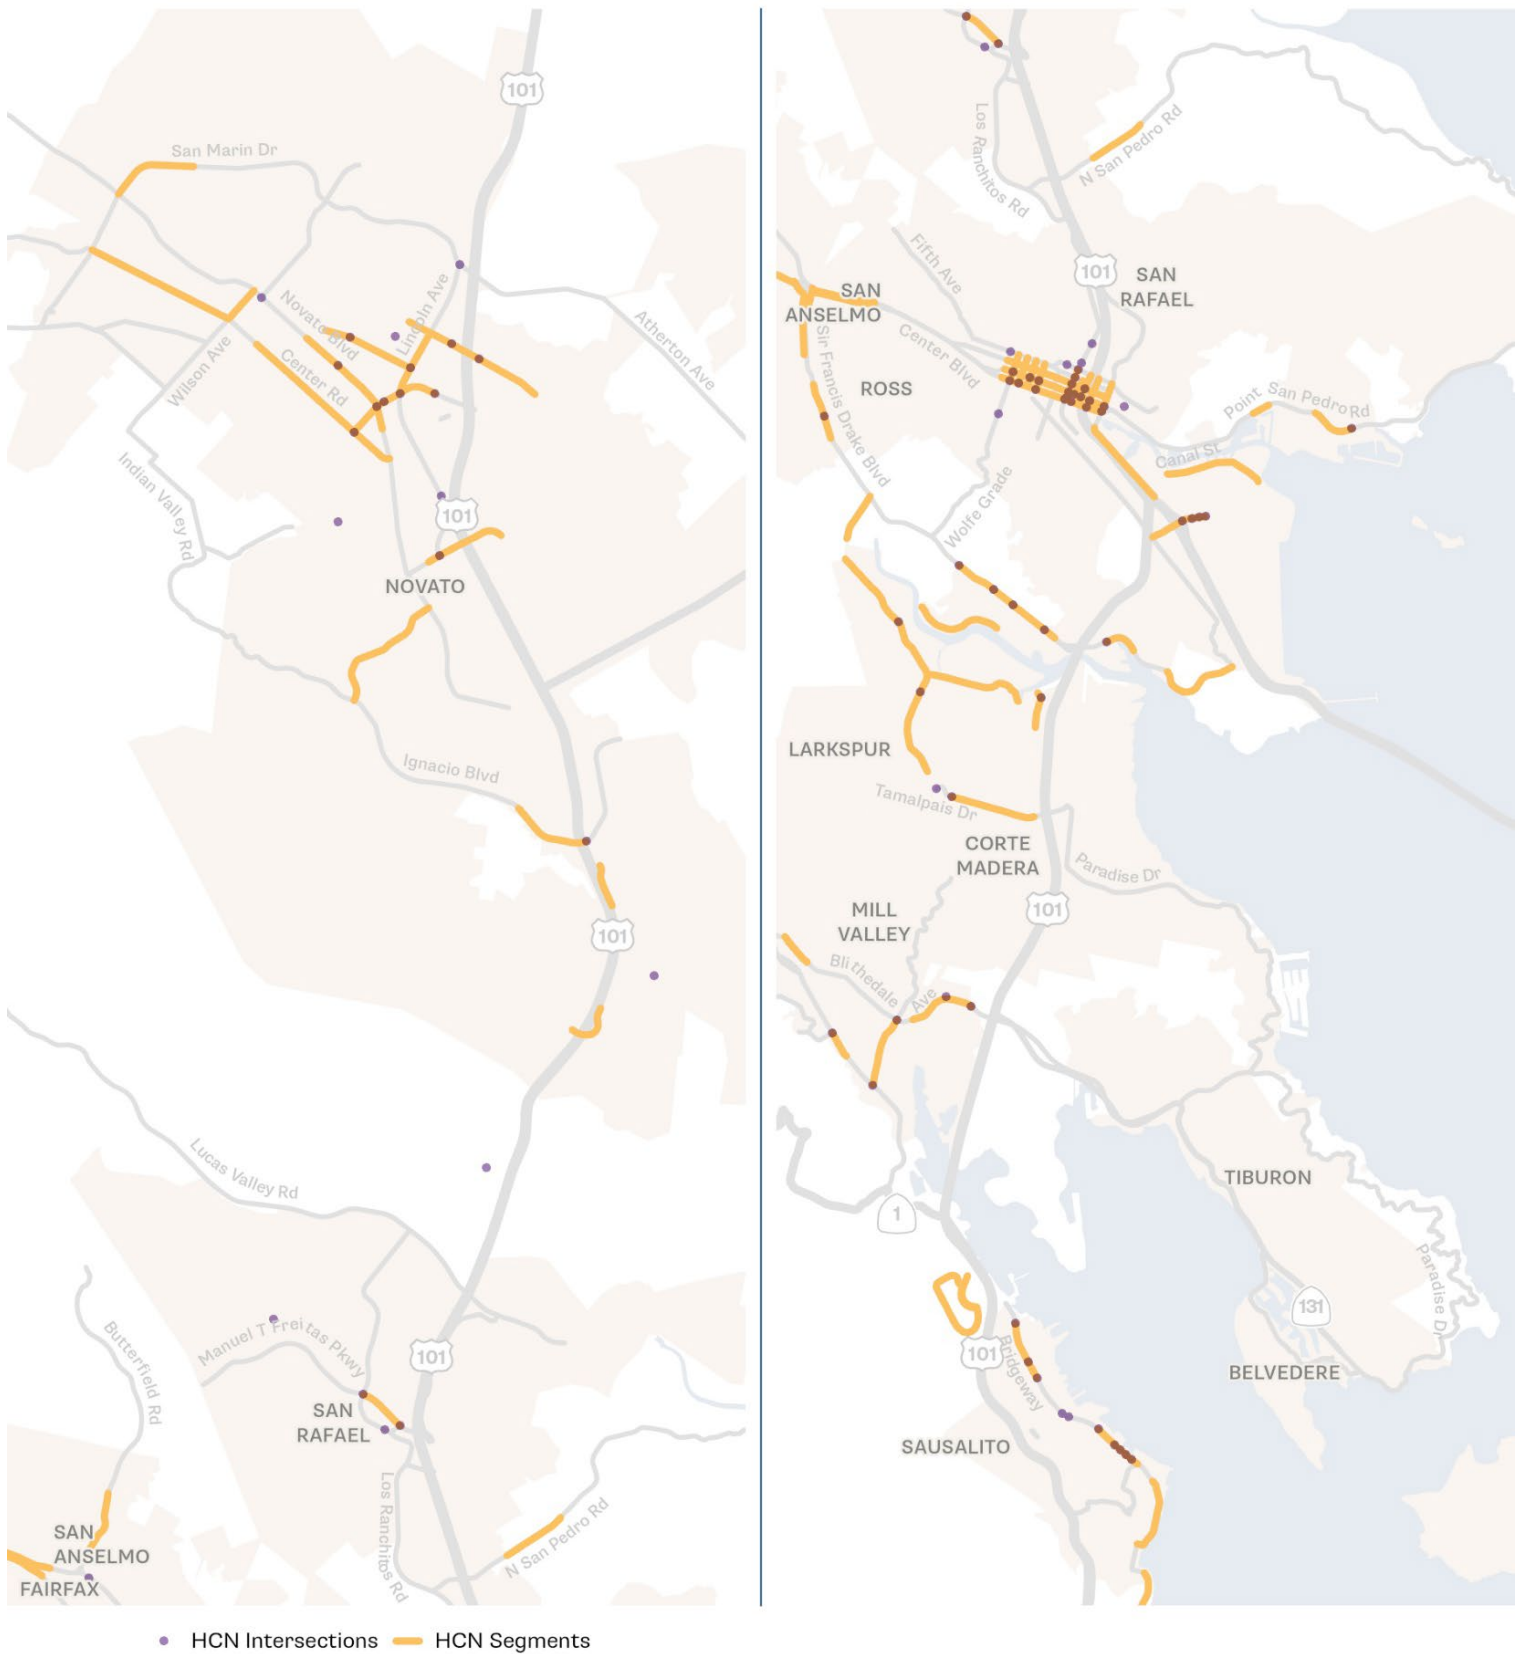 101
San Marin Dr
Novato Blvd
Lincoln Ave
Atherton Ave
Wilson Ave
Center Rd
Indian Valley Rd
101
NOVATO
Ignacio Blvd
101
Lucas Valley Rd
Manuel T Freitas Pkwy
101
Butterfield Rd
SAN
RAFAEL
Los Ranchitos Rd
N San Pedro Rd
SAN
ANSELMO
FAIRFAX
Los Ranchitos Rd
N San Pedro Rd
Fifth Ave
101
SAN
RAFAEL
SAN
ANSELMO
Sir Francis Drake Blvd
Center Blvd
ROSS
Point San Pedro Rd
Canal St
Wolfe Grade
LARKSPUR
Tamalpais Dr
CORTE
MADERA
Paradise Dr
101
MILL
VALLEY
Blithedale Ave
TIBURON
1
Paradise Dr
131
101
Bridgeway
BELVEDERE
SAUSALITO
HCN Intersections
HCN Segments